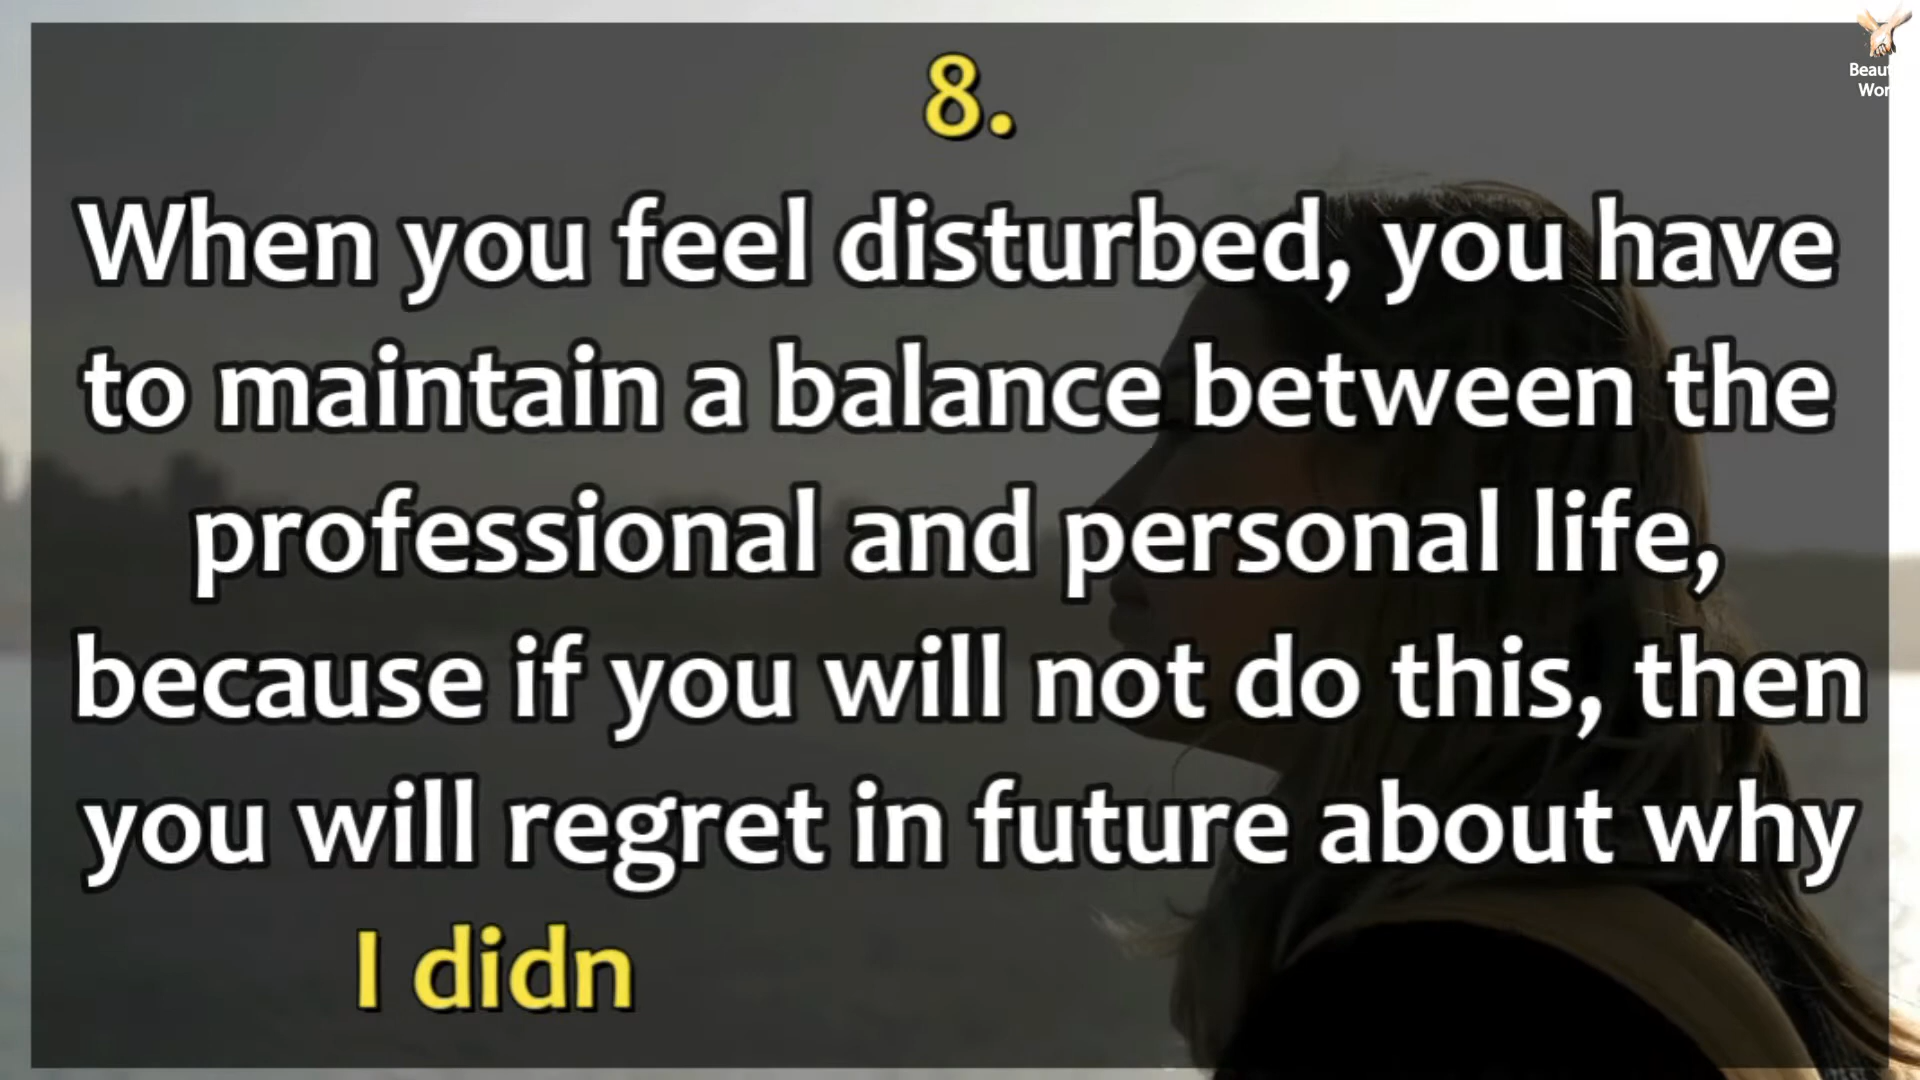 8.
When you feel disturbed, you have
to maintain a balance between the
professional and personal life,
because if you will not do this, then
you will regret in future about why
I didn